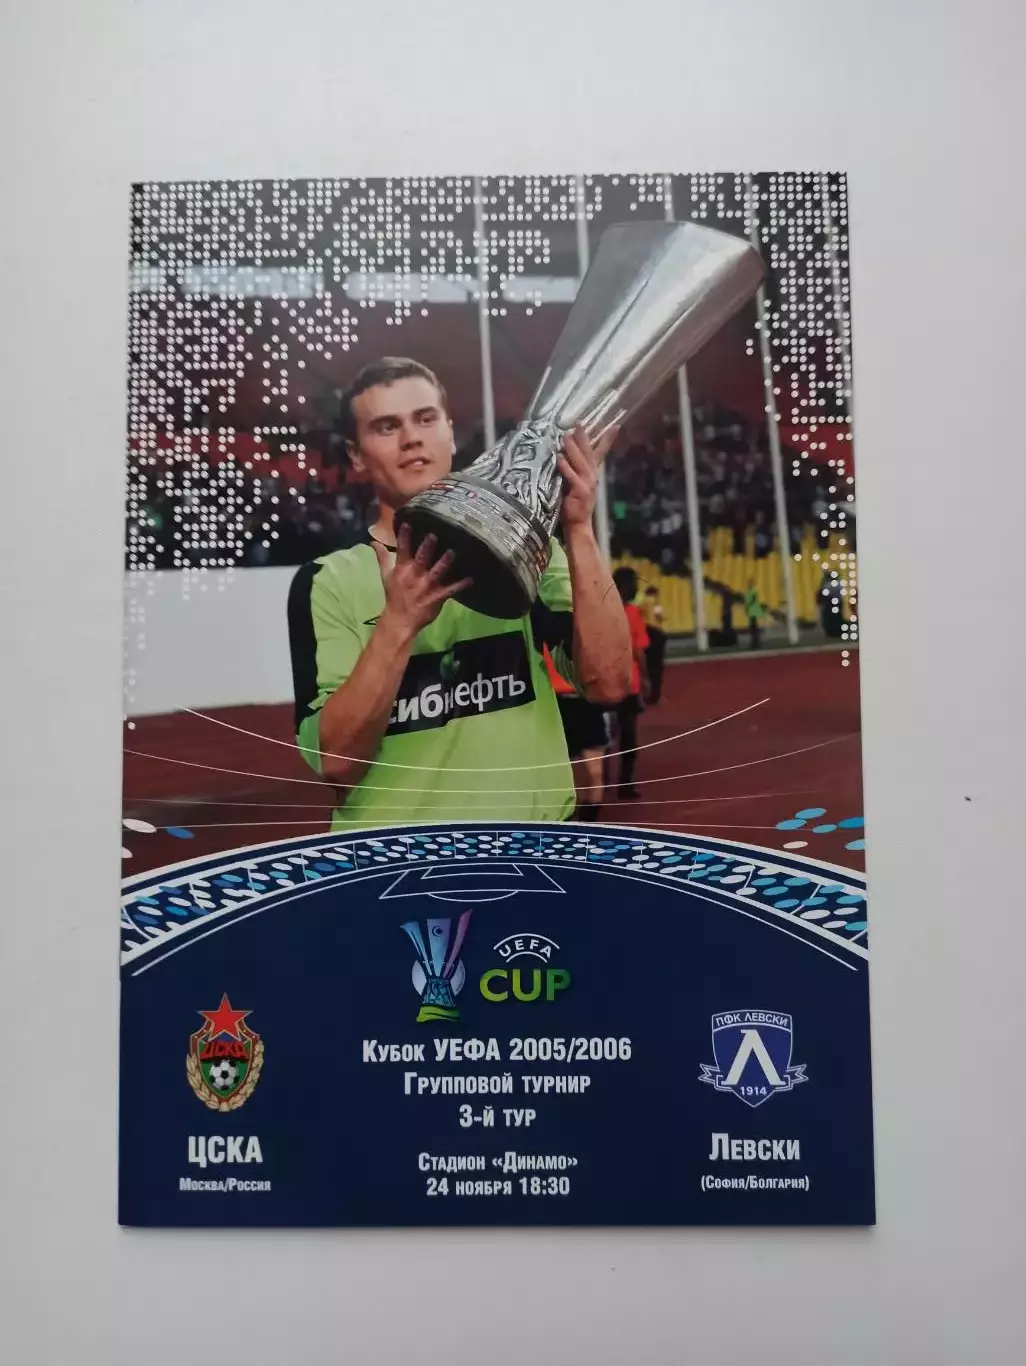 сибнефть
UEFA
CUP
Кубок УЕФА 2005/2006
Групповой турнир
3-й тур
Стадион «Динамо»
24 ноября 18:30
ЦСКА
ЦСКА
Москва/Россия
ПФК ЛЕВСКИ
Л
1914
Левски
(София/Болгария)